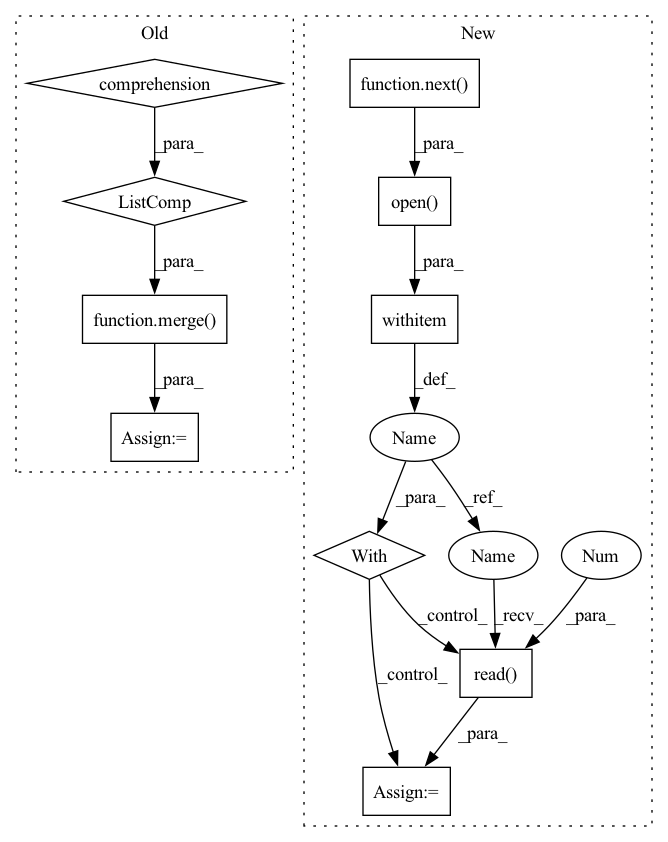 Old
New
comprehension
function.next()
_para_
_para_
ListComp
open()
_para_
_para_
function.merge()
withitem
_para_
_def_
Assign:=
Name
_para_
_ref_
With
Name
Num
_control_
_recv_
_para_
_control_
read()
_para_
Assign:=